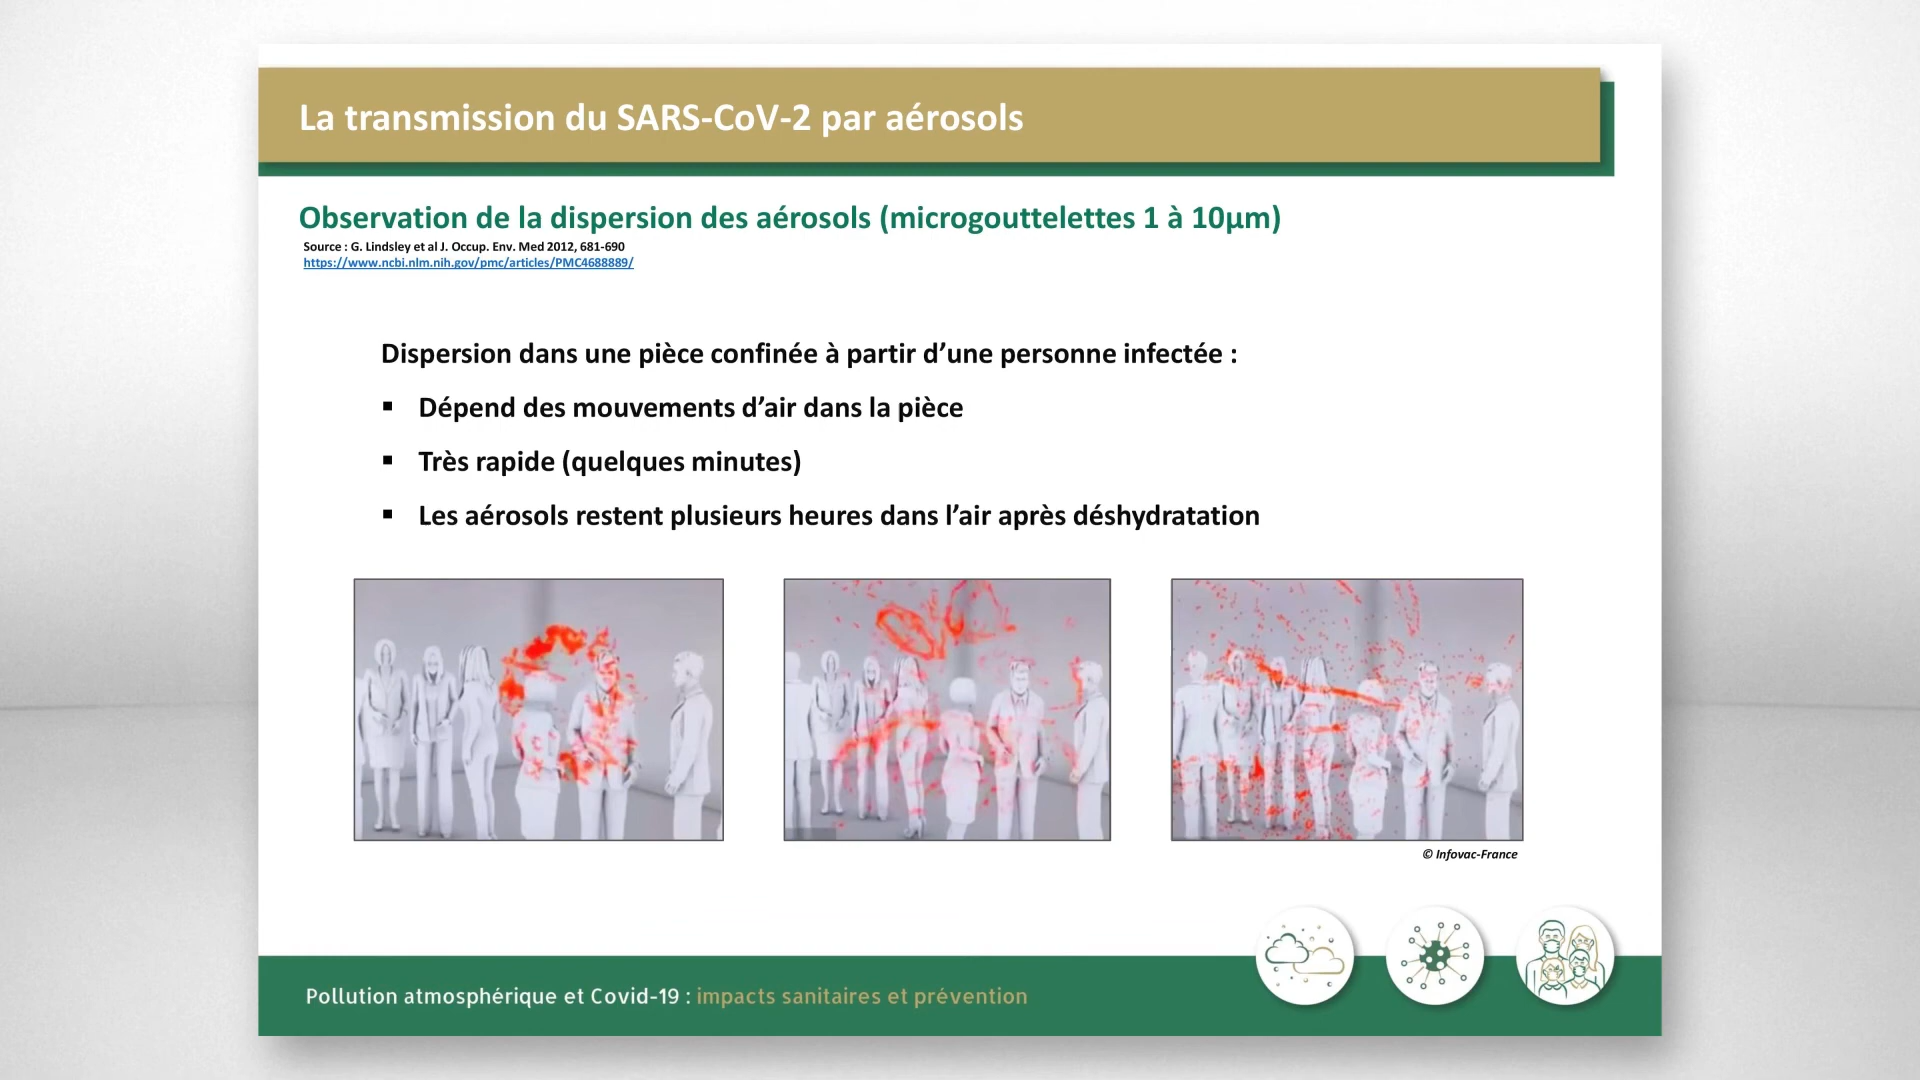 La transmission du SARS-CoV-2 par aérosols
Observation de la dispersion des aérosols (microgouttelettes 1 à 10µm)
Source : G. Lindsley et al J. Occup. Env. Med 2012, 681-690
https://www.ncbi.nlm.nih.gov/pmc/articles/PMC4688889/
Dispersion dans une pièce confinée à partir d’une personne infectée :
▪ Dépend des mouvements d’air dans la pièce
▪ Très rapide (quelques minutes)
▪ Les aérosols restent plusieurs heures dans l’air après déshydratation
© Infovac-France
Pollution atmosphérique et Covid-19 : impacts sanitaires et prévention